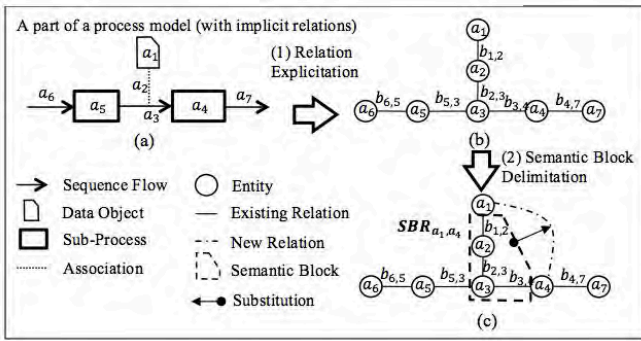 A part of a process model (with implicit relations)
a₁
a₂
a₆
a₅
a₃
a₄
a₇
(a)
(1) Relation
Explicitation
a₁
b₁,₂
a₂
b₂,₃
a₆ b₆,₅ a₅ b₅,₃ a₃ b₃,₄ a₄ b₄,₇ a₇
(b)
(2) Semantic Block
Delimitation
Sequence Flow
Data Object
Sub-Process
Association
Entity
Existing Relation
New Relation
Semantic Block
Substitution
SBR a₁,a₄
a₁
b₁,₂
a₂
b₂,₃
a₆ b₆,₅ a₅ b₅,₃ a₃ b₃, a₄ b₄,₇ a₇
(c)